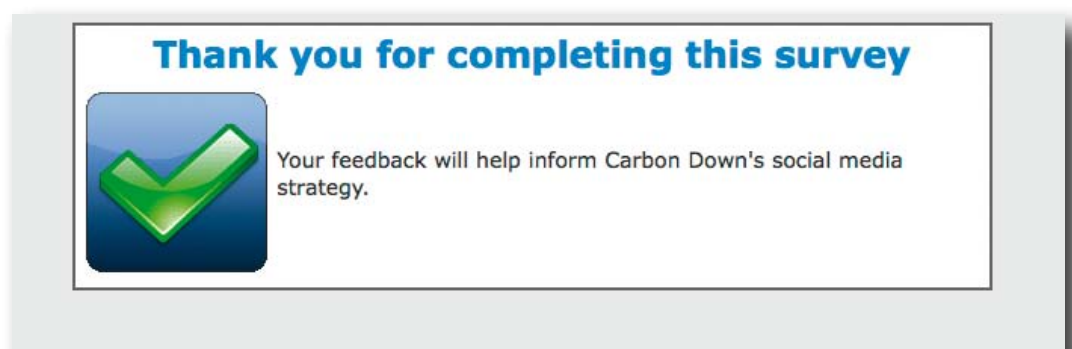 Thank you for completing this survey
Your feedback will help inform Carbon Down's social media
strategy.